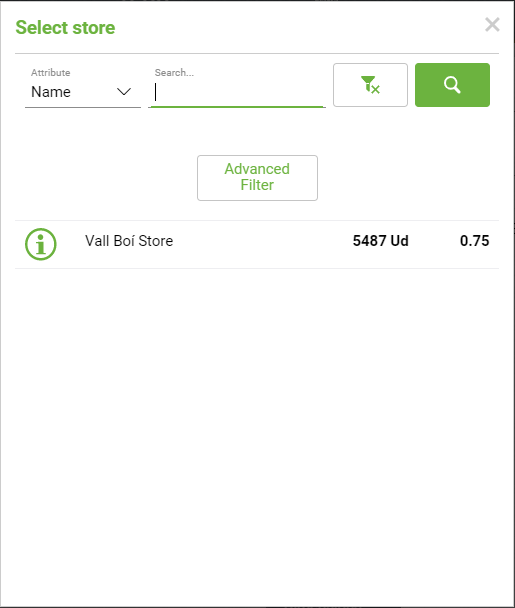 Select store
Attribute
Search...
Name
Advanced
Filter
Vall Boí Store 5487 Ud 0.75